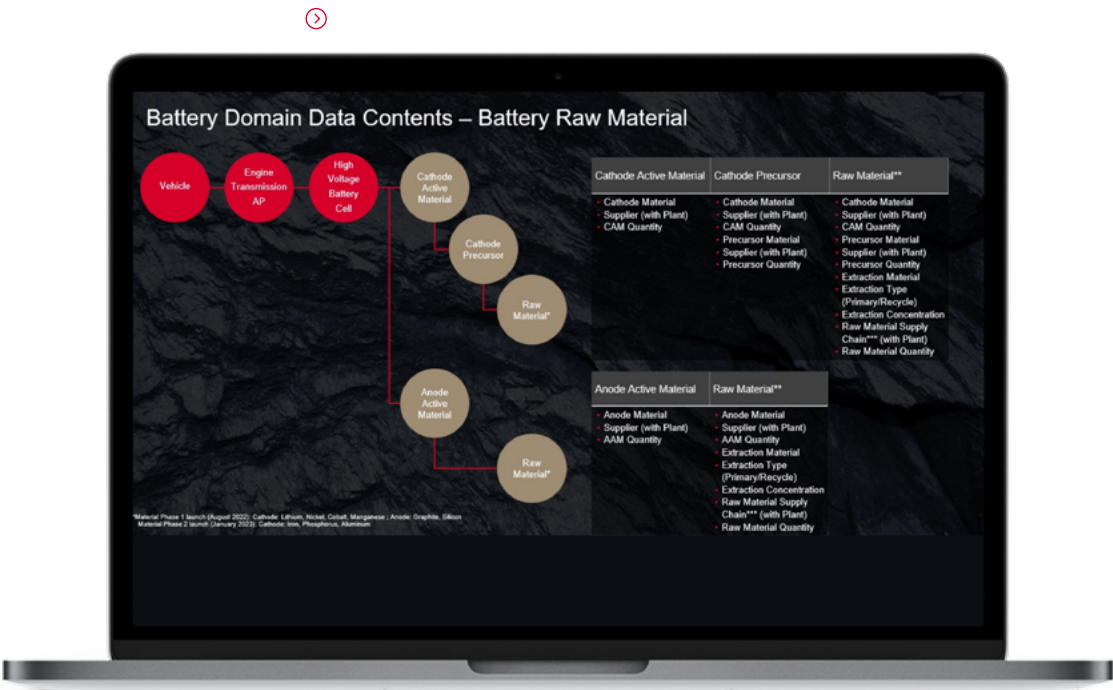 Battery Domain Data Contents – Battery Raw Material
Vehicle
Engine
Transmission
AP
High
Voltage
Battery
Cell
Cathode
Active
Material
Cathode
Precursor
Raw
Material*
Anode
Active
Material
Raw
Material*
Cathode Active Material
Cathode Material
Supplier (with Plant)
CAM Quantity
Cathode Precursor
Cathode Material
Supplier (with Plant)
CAM Quantity
Precursor Material
Supplier (with Plant)
Precursor Quantity
Raw Material**
Cathode Material
Supplier (with Plant)
CAM Quantity
Precursor Material
Supplier (with Plant)
Precursor Quantity
Extraction Material
Extraction Type
(Primary/Recycle)
Extraction Concentration
Raw Material Supply
Chain*** (with Plant)
Raw Material Quantity
Anode Active Material
Anode Material
Supplier (with Plant)
AAM Quantity
Raw Material**
Anode Material
Supplier (with Plant)
AAM Quantity
Extraction Material
Extraction Type
(Primary/Recycle)
Extraction Concentration
Raw Material Supply
Chain*** (with Plant)
Raw Material Quantity
*Material Phase 1 launch (August 2022): Cathode: Lithium, Nickel, Cobalt, Manganese ; Anode: Graphite, Silicon
Material Phase 2 launch (January 2023): Cathode: Iron, Phosphorus, Aluminum